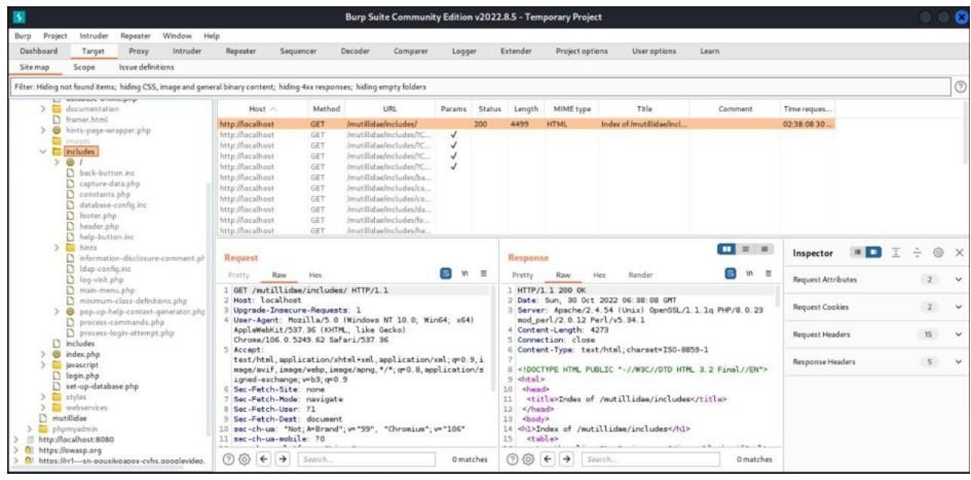 Burp Suite Community Edition v2022.8.5 - Temporary Project
Burp Project Intruder Repeater Window Help
Dashboard Target Proxy Intruder Repeater Sequencer Decoder Comparer Logger Extender Project options User options Learn
Site map Scope Issue definitions
Filter: Hiding not found items; hiding CSS, image and general binary content; hiding 4xx responses; hiding empty folders
documentation
framer.html
hints-page-wrapper.php
images
includes
/
back-button.inc
capture-data.php
constants.php
database-config.inc
footer.php
header.php
help-button.inc
hints
information-disclosure-comment.ph
ldap-config.inc
log-visit.php
main-menu.php
minimum-class-definitions.php
pop-up-help-context-generator.php
process-commands.php
process-login-attempt.php
includes
index.php
javascript
login.php
set-up-database.php
styles
webservices
mutillidae
phpmyadmin
http://localhost:8080
https://owasp.org
Host Method URL Params Status Length MIME type Title Comment Time reques...
http://localhost GET /mutillidae/includes/ 200 4499 HTML Index of /mutillidae/incl... 02:38:08 30 ...
http://localhost GET /mutillidae/includes/?C... ✓
http://localhost GET /mutillidae/includes/?C... ✓
http://localhost GET /mutillidae/includes/?C... ✓
http://localhost GET /mutillidae/includes/?C... ✓
http://localhost GET /mutillidae/includes/ba...
http://localhost GET /mutillidae/includes/ca...
http://localhost GET /mutillidae/includes/co...
http://localhost GET /mutillidae/includes/da...
http://localhost GET /mutillidae/includes/fo...
http://localhost GET /mutillidae/includes/he...
Request
Pretty Raw Hex
1 GET /mutillidae/includes/ HTTP/1.1
2 Host: localhost
3 Upgrade-Insecure-Requests: 1
4 User-Agent: Mozilla/5.0 (Windows NT 10.0; Win64; x64)
AppleWebKit/537.36 (KHTML, like Gecko)
Chrome/106.0.5249.62 Safari/537.36
5 Accept:
text/html,application/xhtml+xml,application/xml;q=0.9,i
mage/avif,image/webp,image/apng,*/*;q=0.8,application/s
igned-exchange;v=b3;q=0.9
6 Sec-Fetch-Site: none
7 Sec-Fetch-Mode: navigate
8 Sec-Fetch-User: ?1
9 Sec-Fetch-Dest: document
10 sec-ch-ua: "Not;A=Brand";v="99", "Chromium";v="106"
11 sec-ch-ua-mobile: ?0
Search... 0 matches
Response
Pretty Raw Hex Render
1 HTTP/1.1 200 OK
2 Date: Sun, 30 Oct 2022 06:38:08 GMT
3 Server: Apache/2.4.54 (Unix) OpenSSL/1.1.1q PHP/8.0.23
mod_perl/2.0.12 Perl/v5.34.1
4 Content-Length: 4273
5 Connection: close
6 Content-Type: text/html;charset=ISO-8859-1
7
8 <!DOCTYPE HTML PUBLIC "-//W3C//DTD HTML 3.2 Final//EN">
9 <html>
10 <head>
11 <title>Index of /mutillidae/includes</title>
12 </head>
13 <body>
14 <h1>Index of /mutillidae/includes</h1>
15 <table>
Search... 0 matches
Inspector
Request Attributes 2
Request Cookies 2
Request Headers 15
Response Headers 5